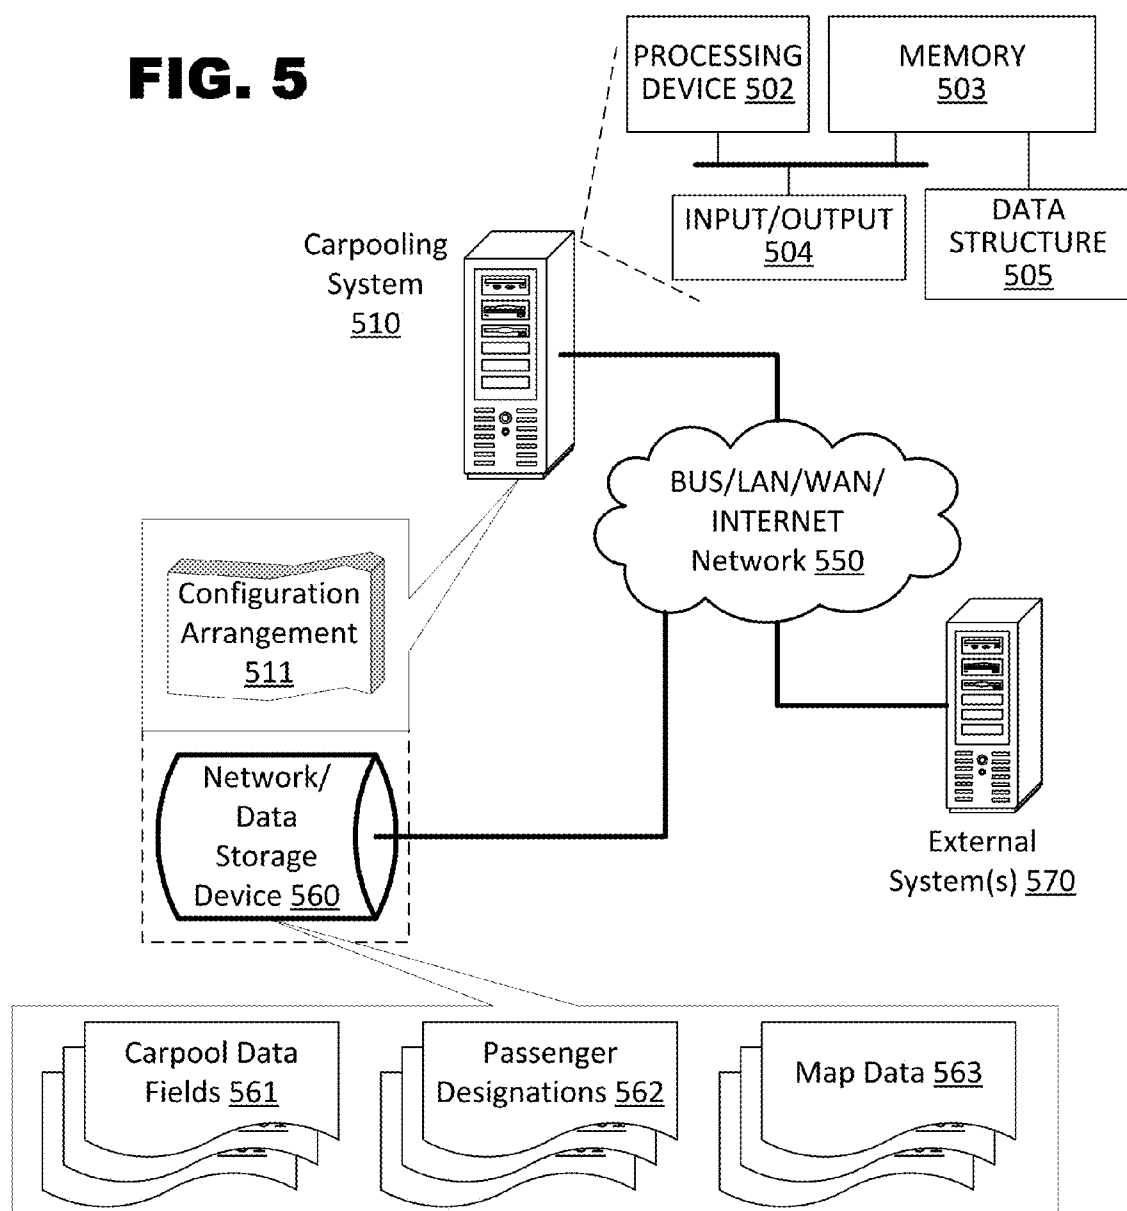 FIG. 5
PROCESSING
DEVICE 502
MEMORY
503
INPUT/OUTPUT
504
DATA
STRUCTURE
505
Carpooling
System
510
BUS/LAN/WAN/
INTERNET
Network 550
Configuration
Arrangement
511
Network/
Data
Storage
Device 560
External
System(s) 570
Carpool Data
Fields 561
Passenger
Designations 562
Map Data 563